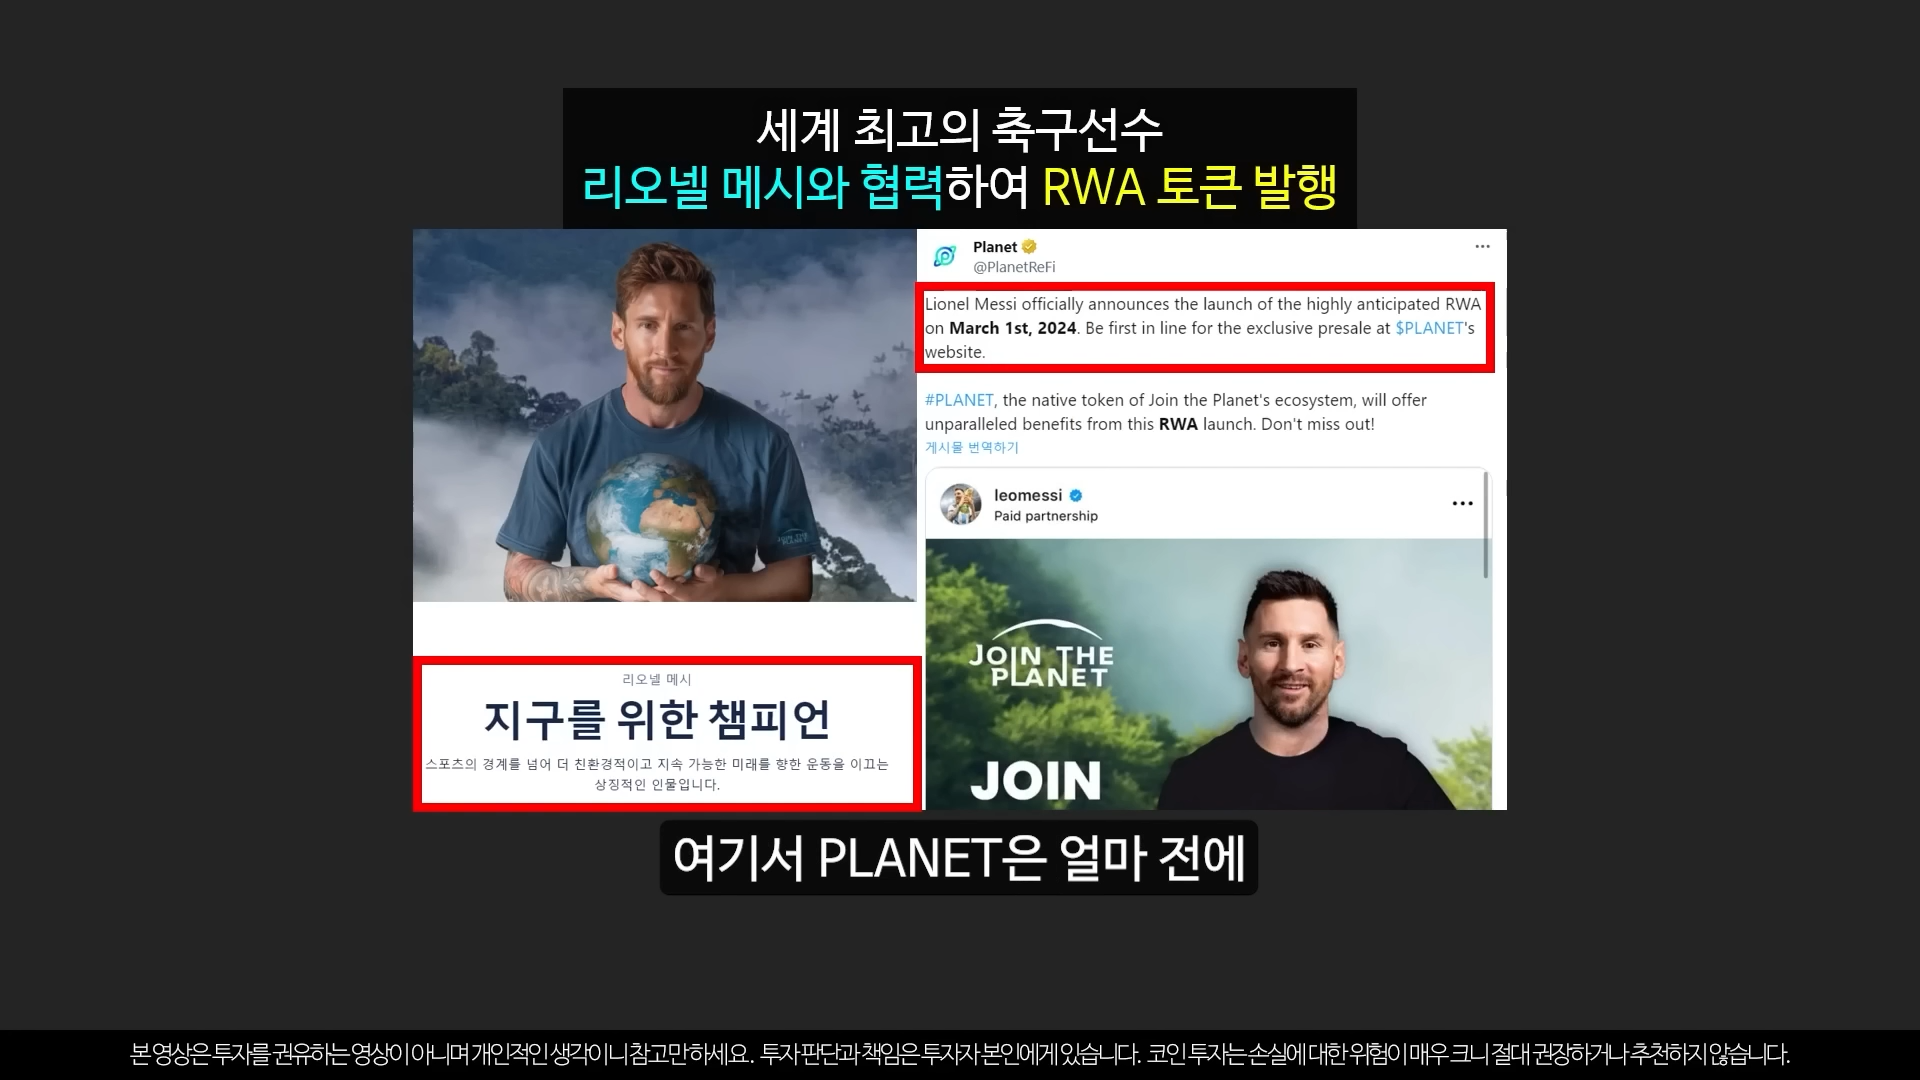 세계 최고의 축구선수
리오넬 메시와 협력하여 RWA 토큰 발행
Planet
@PlanetReFi
Lionel Messi officially announces the launch of the highly anticipated RWA
on March 1st, 2024. Be first in line for the exclusive presale at $PLANET's
website.
#PLANET, the native token of Join the Planet's ecosystem, will offer
unparalleled benefits from this RWA launch. Don't miss out!
게시물 번역하기
leomessi
Paid partnership
JOIN THE
PLANET
JOIN
JOIN THE
PLANET
리오넬 메시
지구를 위한 챔피언
스포츠의 경계를 넘어 더 친환경적이고 지속 가능한 미래를 향한 운동을 이끄는
상징적인 인물입니다.
여기서 PLANET은 얼마 전에
본 영상은 투자를 권유하는 영상이 아니며 개인적인 생각이니 참고만 하세요. 투자 판단과 책임은 투자자 본인에게 있습니다. 코인 투자는 손실에 대한 위험이 매우 크니 절대 권장하거나 추천하지 않습니다.